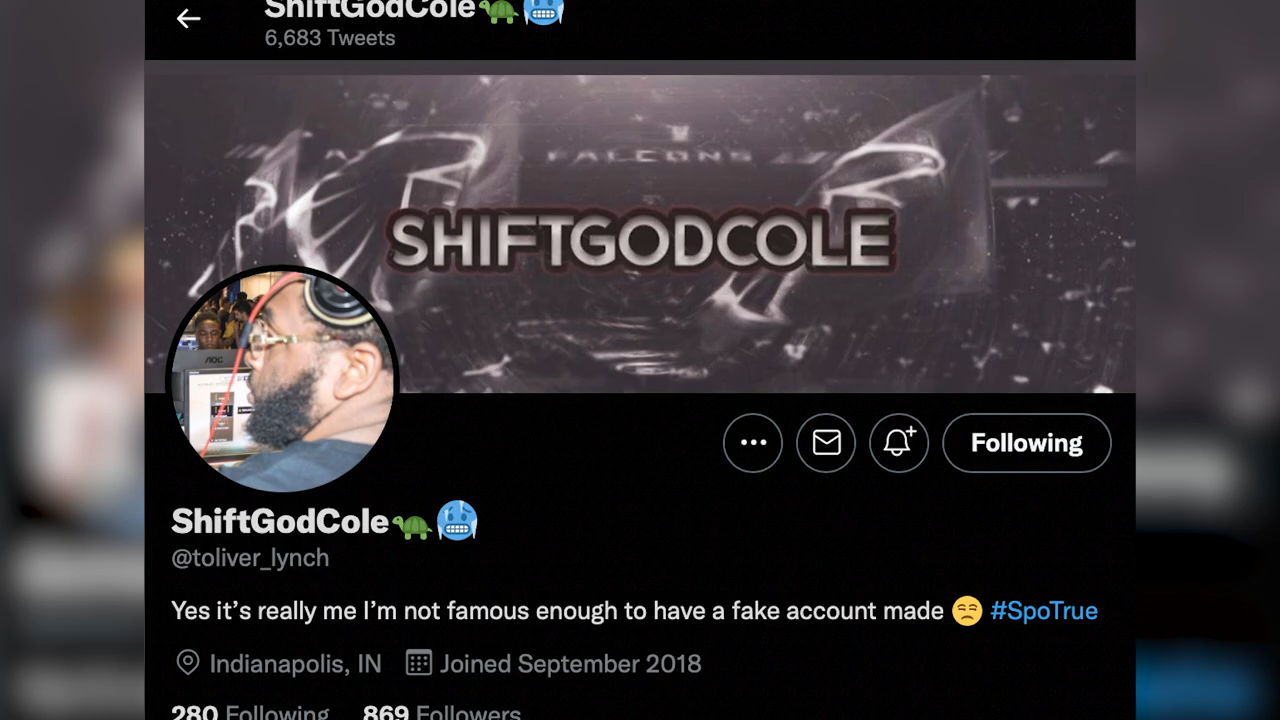 ShiftGodCole🐢🥶
6,683 Tweets
FALCONS
SHIFTGODCOLE
AOC
Following
ShiftGodCole🐢🥶
@toliver_lynch
Yes it’s really me I’m not famous enough to have a fake account made 😒 #SpoTrue
Indianapolis, IN Joined September 2018
280 Following 869 Followers